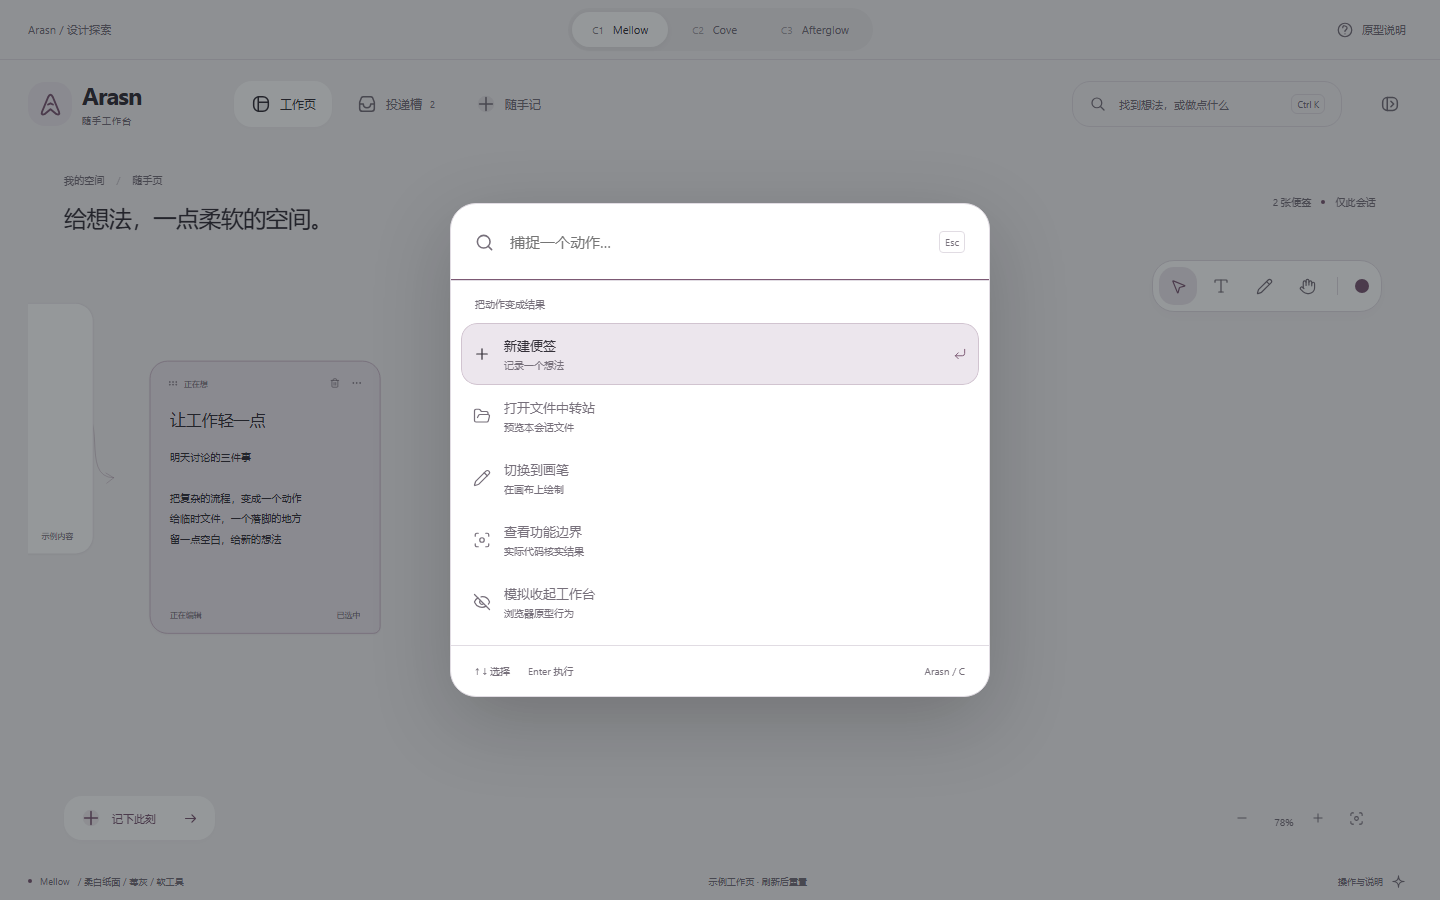 Arasn / 设计探索
C1 Mellow
C2 Cove
C3 Afterglow
原型说明
Arasn
随手工作台
工作页
投递槽 2
随手记
找到想法，或做点什么
Ctrl K
我的空间 / 随手页
给想法，一点柔软的空间。
2 张便签 • 仅此会话
捕捉一个动作...
Esc
把动作变成结果
新建便签
记录一个想法
打开文件中转站
预览本会话文件
切换到画笔
在画布上绘制
查看功能边界
实际代码核实结果
模拟收起工作台
浏览器原型行为
↑↓选择
Enter 执行
Arasn / C
示例内容
正在想
让工作轻一点
明天讨论的三件事
把复杂的流程，变成一个动作
给临时文件，一个落脚的地方
留一点空白，给新的想法
正在编辑
已选中
记下此刻
78%
Mellow / 柔白纸面 / 莓灰 / 软工具
示例工作页 · 刷新后重置
操作与说明